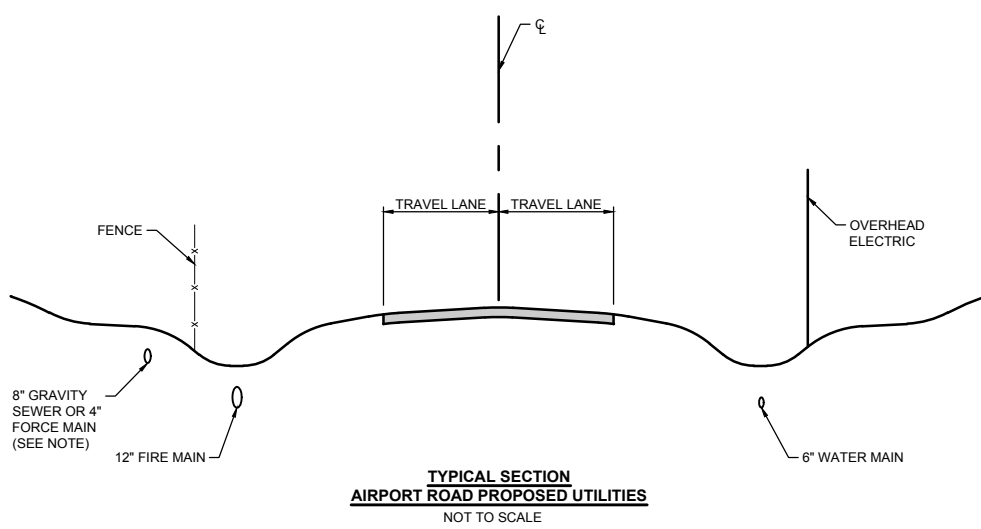 ℄
TRAVEL LANE
TRAVEL LANE
FENCE
OVERHEAD
ELECTRIC
8" GRAVITY
SEWER OR 4"
FORCE MAIN
(SEE NOTE)
12" FIRE MAIN
6" WATER MAIN
TYPICAL SECTION
AIRPORT ROAD PROPOSED UTILITIES
NOT TO SCALE